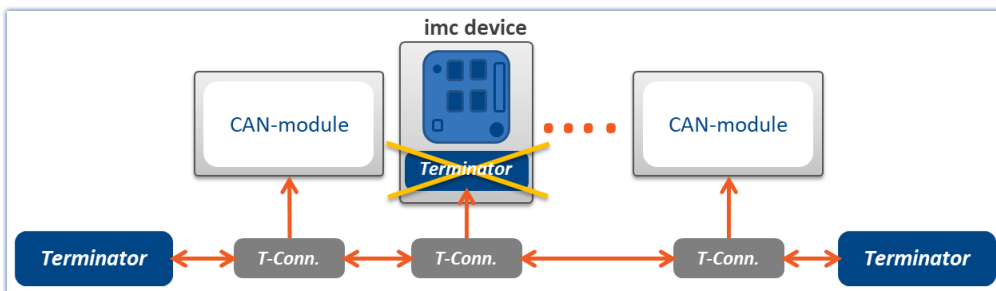 imc device
CAN-module
CAN-module
Terminator
Terminator
T-Conn.
T-Conn.
T-Conn.
Terminator